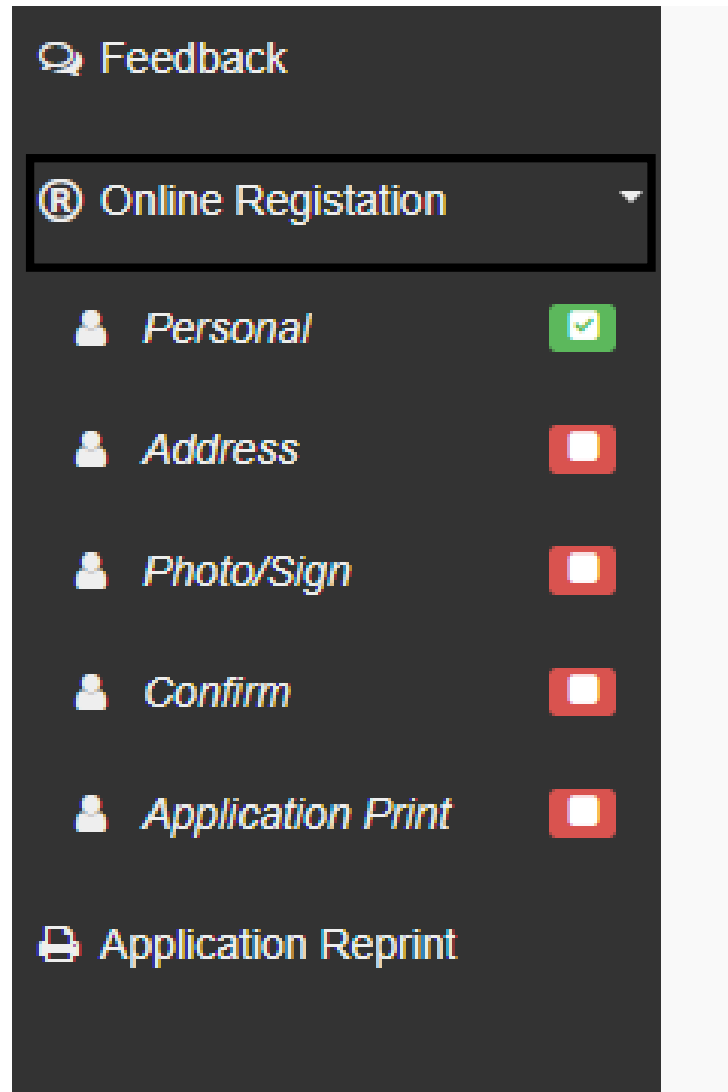 Feedback
® Online Registation
Personal
Address
Photo/Sign
Confirm
Application Print
Application Reprint